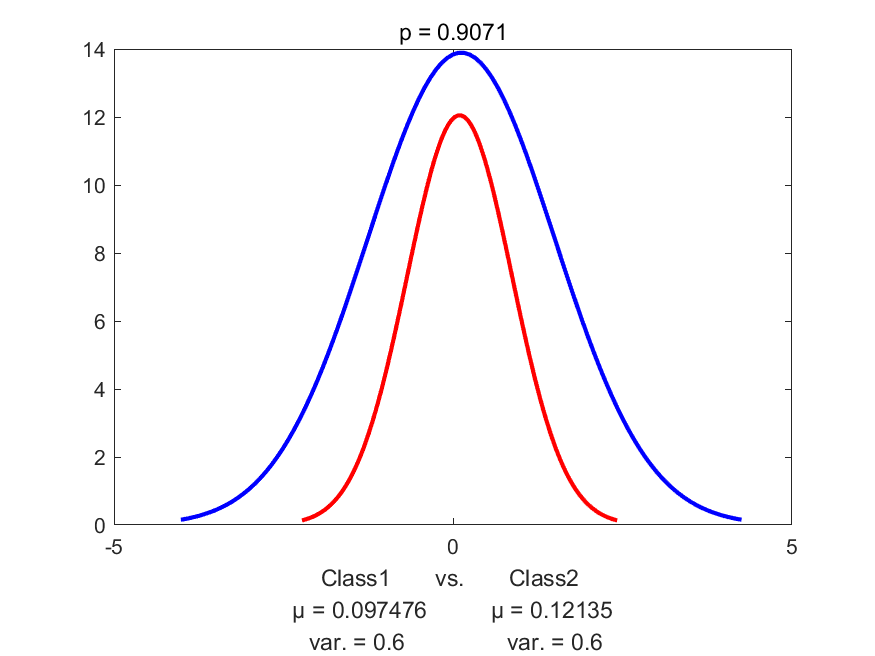 p = 0.9071
14
12
10
8
6
4
2
0
-5 0 5
Class1 vs. Class2
μ = 0.097476 μ = 0.12135
var. = 0.6 var. = 0.6